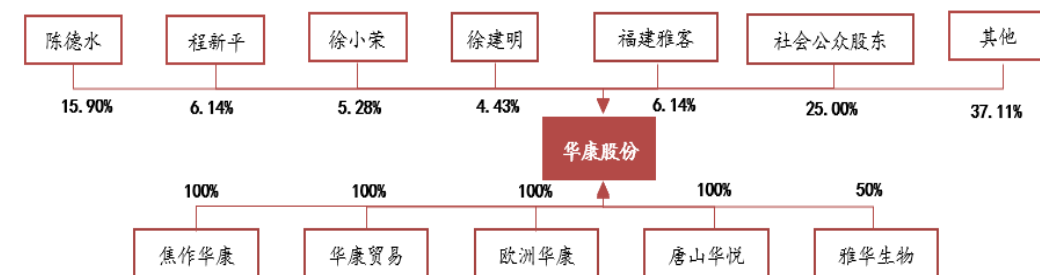 陈德水 程新平 徐小荣 徐建明 福建雅客 社会公众股东 其他
15.90% 6.14% 5.28% 4.43% 6.14% 25.00% 37.11%
华康股份
100% 100% 100% 100% 50%
焦作华康 华康贸易 欧洲华康 唐山华悦 雅华生物